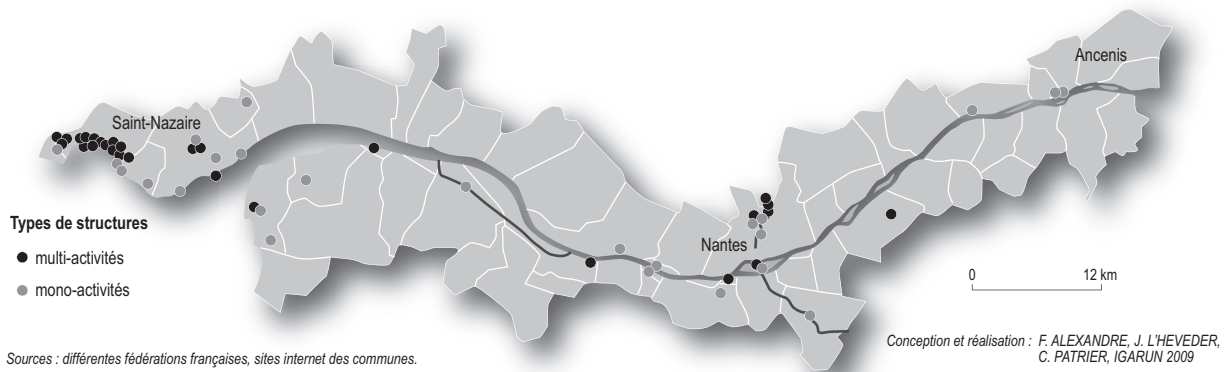 Ancenis
Saint-Nazaire
Types de structures
multi-activités
mono-activités
Nantes
0 12 km
Sources : différentes fédérations françaises, sites internet des communes.
Conception et réalisation : F. ALEXANDRE, J. L'HEVEDER,
C. PATRIER, IGARUN 2009